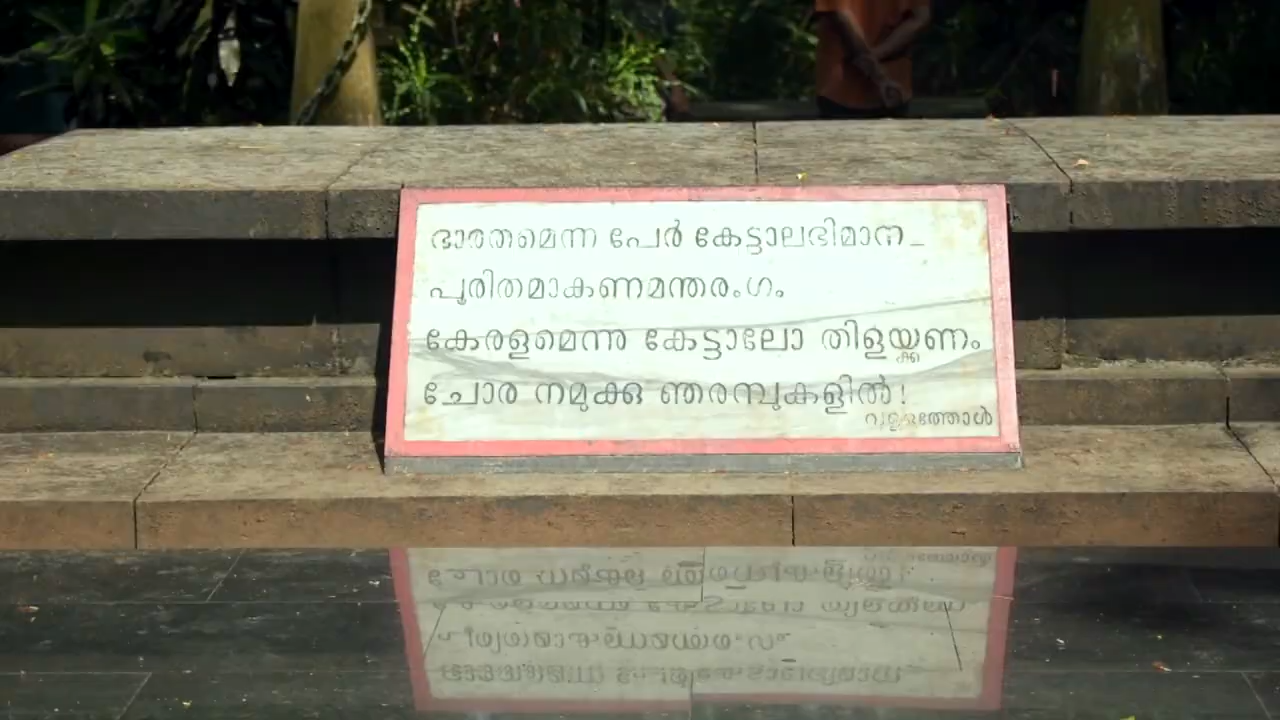 ഭാരതമെന്ന പേർ കേട്ടാലഭിമാന_
പൂരിതമാകണമന്തരംഗം
കേരളമെന്നു കേട്ടാലോ തിളയ്ക്കണം
ചോര നമുക്കു ഞരമ്പുകളിൽ!
വള്ളത്തോൾ